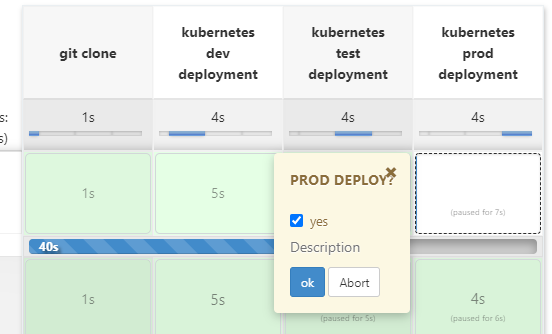 git clone
kubernetes
dev
deployment
kubernetes
test
deployment
kubernetes
prod
deployment
s:
s)
1s
4s
4s
4s
1s
5s
PROD DEPLOY?
yes
Description
ok
Abort
(paused for 7s)
40s
1s
5s
(paused for 5s)
4s
(paused for 6s)